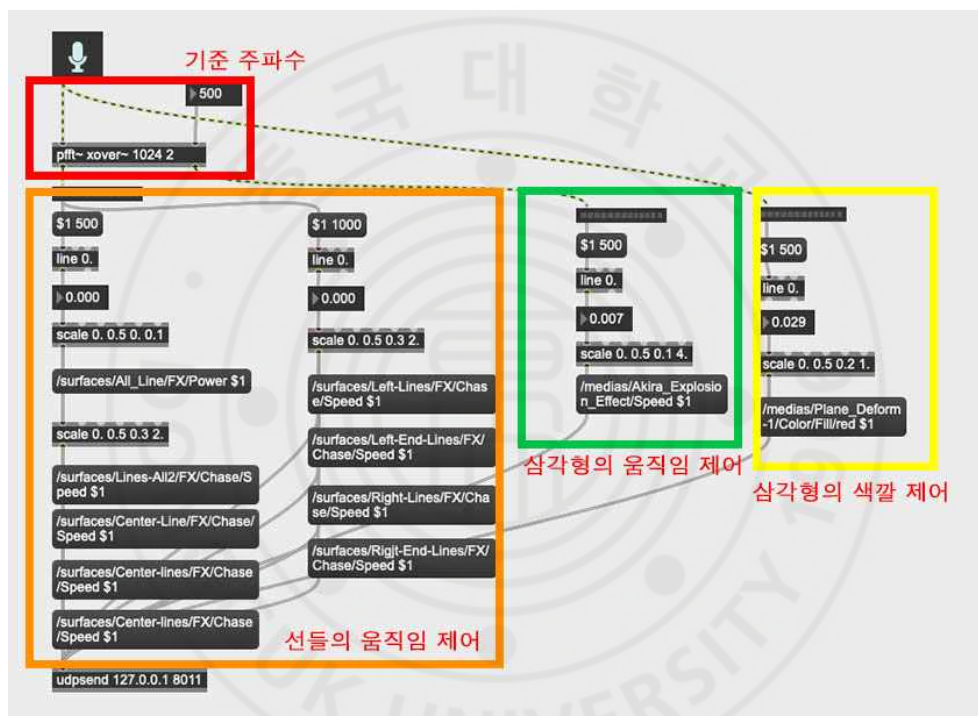 기준 주파수
500
pfft~ xover~ 1024 2
$1 500
line 0.
0.000
scale 0. 0.5 0. 0.1
/surfaces/All_Line/FX/Power $1
scale 0. 0.5 0.3 2.
/surfaces/Lines-All2/FX/Chase/S
peed $1
/surfaces/Center-Line/FX/Chase/
Speed $1
/surfaces/Center-lines/FX/Chase
/Speed $1
/surfaces/Center-lines/FX/Chase
/Speed $1
$1 1000
line 0.
0.000
scale 0. 0.5 0.3 2.
/surfaces/Left-Lines/FX/Chas
e/Speed $1
/surfaces/Left-End-Lines/FX/
Chase/Speed $1
/surfaces/Right-Lines/FX/Cha
se/Speed $1
/surfaces/Rigjt-End-Lines/FX/
Chase/Speed $1
선들의 움직임 제어
$1 500
line 0.
0.007
scale 0. 0.5 0.1 4.
/medias/Akira_Explosio
n_Effect/Speed $1
삼각형의 움직임 제어
$1 500
line 0.
0.029
scale 0. 0.5 0.2 1.
/medias/Plane_Deform
-1/Color/Fill/red $1
삼각형의 색깔 제어
udpsend 127.0.0.1 8011